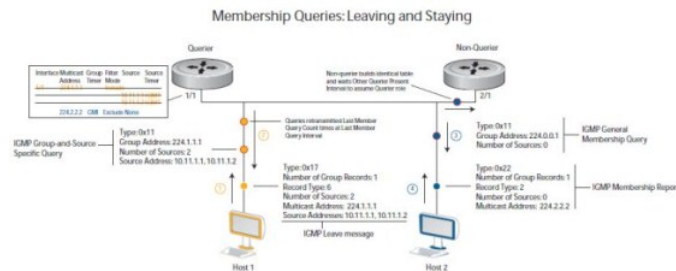 Membership Queries: Leaving and Staying
Querier
Non-Querier
Interface Multicast Group Filter Source Source
Address Timer Mode Timer
224.2.2.2 GMI Exclude None
1/1
2/1
Non-querier builds identical table
and waits Other Querier Present
Interval to assume Querier role
Queries retransmitted Last Member
Query Count times at Last Member
Query Interval
IGMP Group-and-Source
Specific Query
Type: 0x11
Group Address: 224.1.1.1
Number of Sources: 2
Source Address: 10.11.1.1, 10.11.1.2
2
3
Type: 0x11
Group Address: 224.0.0.1
Number of Sources: 0
IGMP General
Membership Query
1
Type: 0x17
Number of Group Records: 1
Record Type: 6
Number of Sources: 2
Multicast Address: 224.1.1.1
Source Addresses: 10.11.1.1, 10.11.1.2
IGMP Leave message
4
Type: 0x22
Number of Group Records: 1
Record Type: 2
Number of Sources: 0
Multicast Address: 224.2.2.2
IGMP Membership Repor
Host 1
Host 2